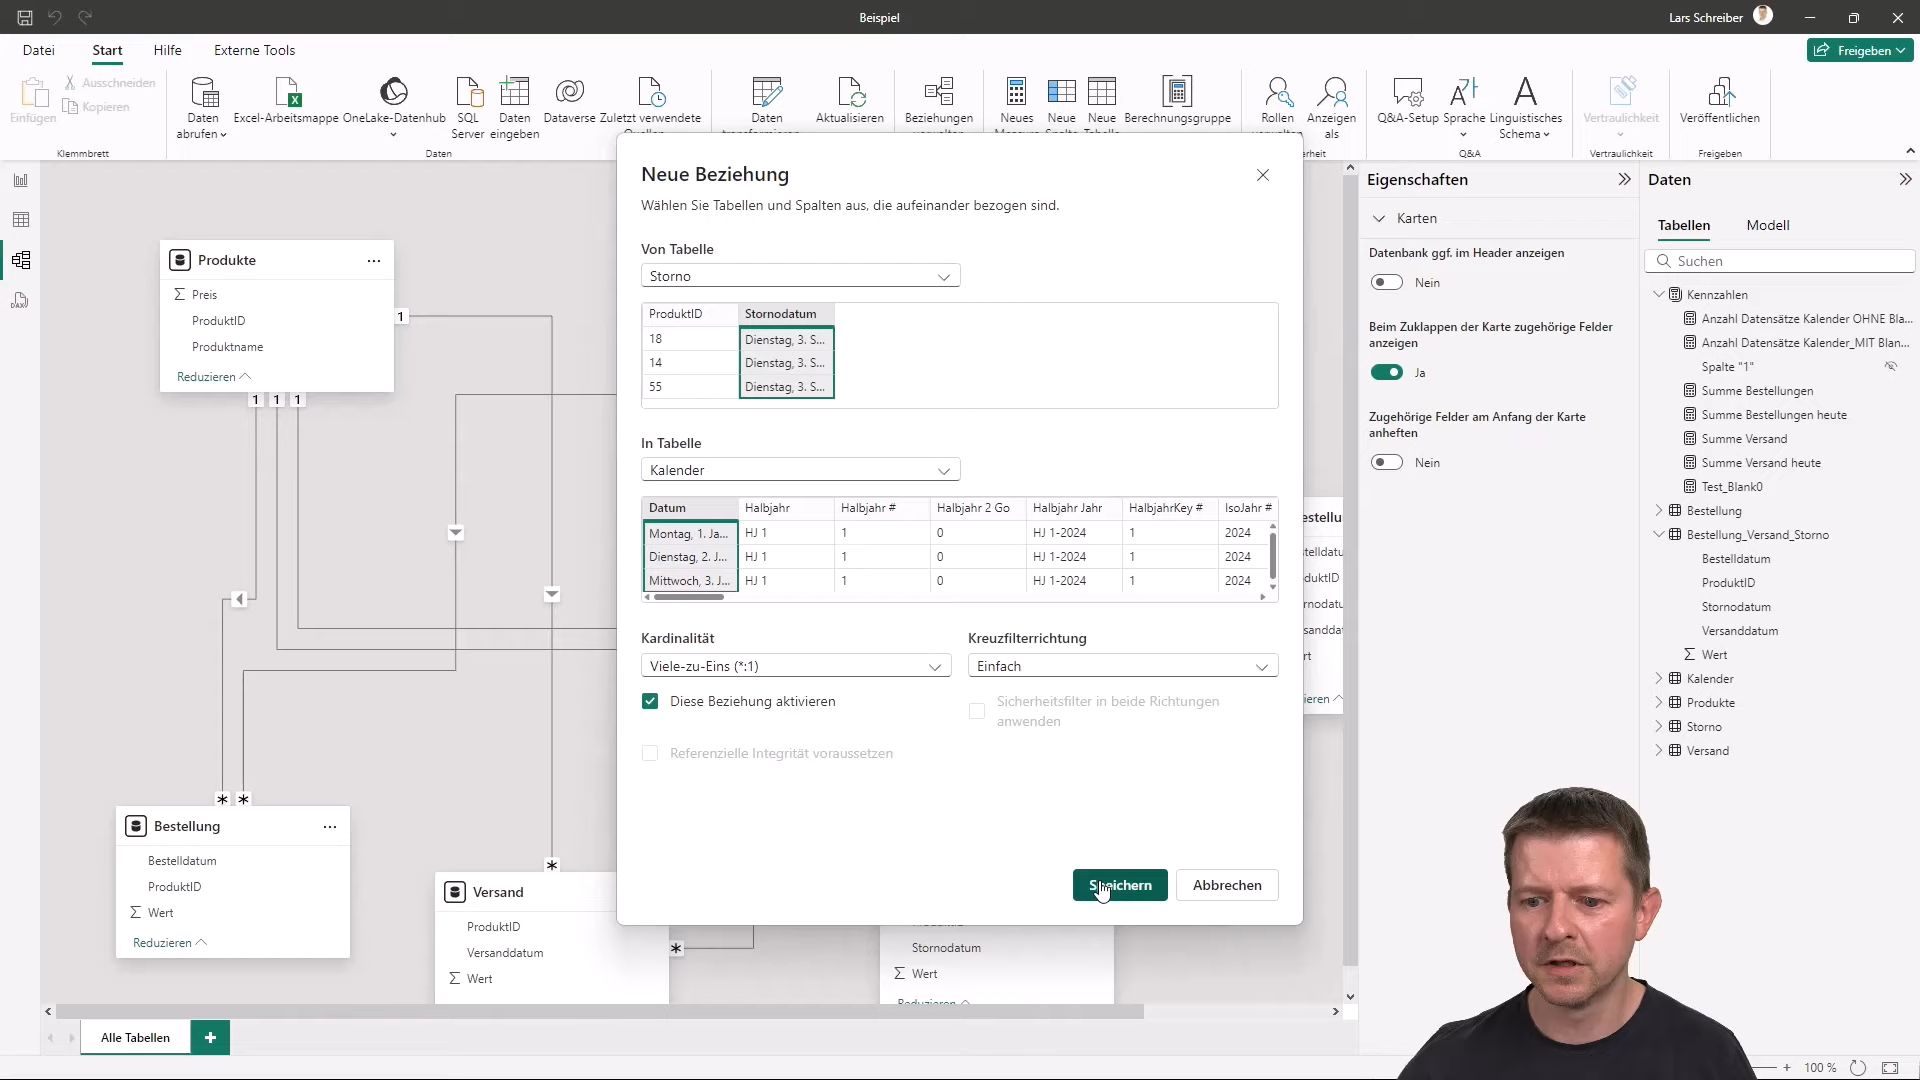 Beispiel
Lars Schreiber
Datei
Start
Hilfe
Externe Tools
Freigeben
Einfügen
Ausschneiden
Kopieren
Klemmbrett
Daten
abrufen
Excel-Arbeitsmappe
OneLake-Datenhub
SQL
Server
Daten
eingeben
Dataverse
Zuletzt verwendete
Daten
Daten
Aktualisieren
Beziehungen
Neues
Neue
Neue
Berechnungsgruppe
Rollen
Anzeigen
als
Q&A-Setup
Sprache
Linguistisches
Schema
Q&A
Vertraulichkeit
Vertraulichkeit
Veröffentlichen
Freigeben
Produkte
Preis
ProduktID
Produktname
Reduzieren
1
1 1 1
* *
Bestellung
Bestelldatum
ProduktID
Wert
Reduzieren
*
Versand
ProduktID
Versanddatum
Wert
*
Stornodatum
Wert
Reduzieren
Neue Beziehung
Wählen Sie Tabellen und Spalten aus, die aufeinander bezogen sind.
Von Tabelle
Storno
ProduktID Stornodatum
18 Dienstag, 3. S...
14 Dienstag, 3. S...
55 Dienstag, 3. S...
In Tabelle
Kalender
Datum Halbjahr Halbjahr # Halbjahr 2 Go Halbjahr Jahr HalbjahrKey # IsoJahr #
Montag, 1. Ja... HJ 1 1 0 HJ 1-2024 1 2024
Dienstag, 2. J... HJ 1 1 0 HJ 1-2024 1 2024
Mittwoch, 3. J... HJ 1 1 0 HJ 1-2024 1 2024
Kardinalität
Viele-zu-Eins (*:1)
Kreuzfilterrichtung
Einfach
Diese Beziehung aktivieren
Sicherheitsfilter in beide Richtungen
anwenden
Referenzielle Integrität voraussetzen
Speichern
Abbrechen
Eigenschaften
Karten
Datenbank ggf. im Header anzeigen
Nein
Beim Zuklappen der Karte zugehörige Felder
anzeigen
Ja
Zugehörige Felder am Anfang der Karte
anheften
Nein
Daten
Tabellen
Modell
Suchen
Kennzahlen
Anzahl Datensätze Kalender OHNE Bla...
Anzahl Datensätze Kalender_MIT Blan...
Spalte "1"
Summe Bestellungen
Summe Bestellungen heute
Summe Versand
Summe Versand heute
Test_Blank0
Bestellung
Bestellung_Versand_Storno
Bestelldatum
ProduktID
Stornodatum
Versanddatum
Wert
Kalender
Produkte
Storno
Versand
Alle Tabellen
+
100 %